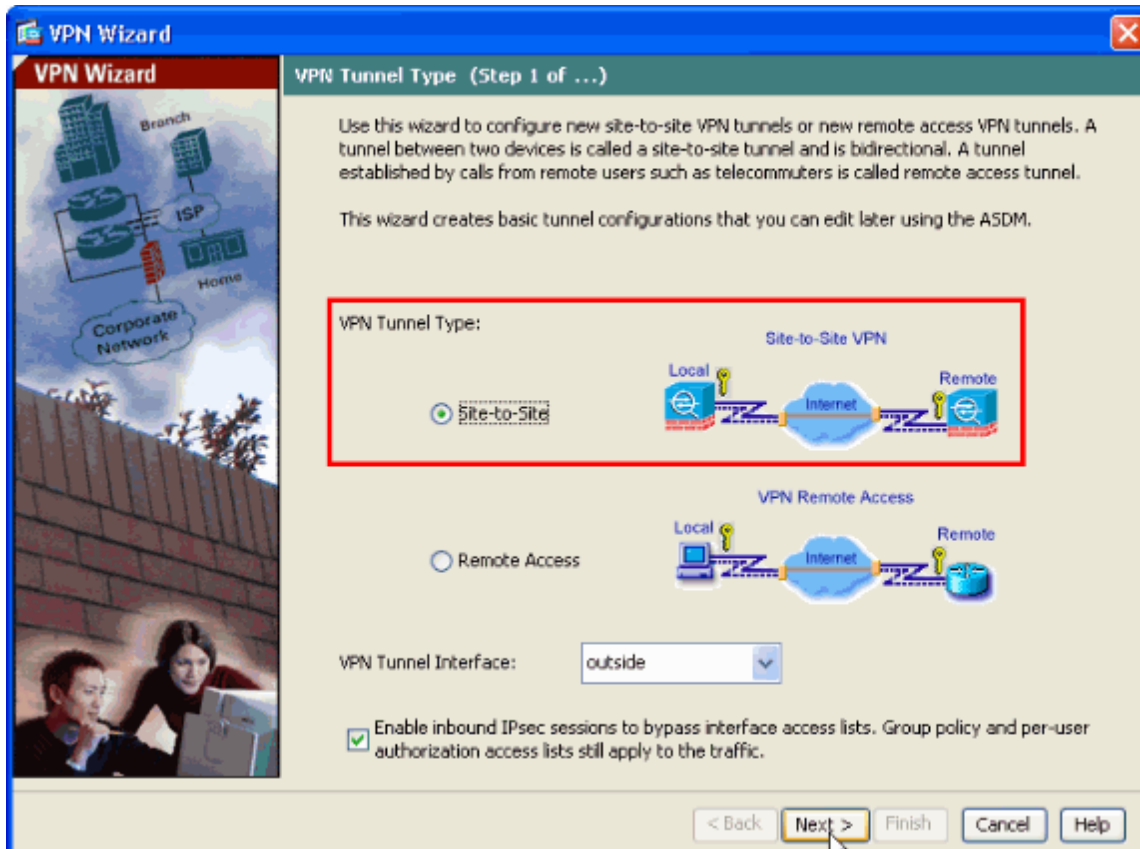 VPN Wizard
VPN Wizard
Branch
ISP
Home
Corporate
Network
VPN Tunnel Type (Step 1 of ...)
Use this wizard to configure new site-to-site VPN tunnels or new remote access VPN tunnels. A
tunnel between two devices is called a site-to-site tunnel and is bidirectional. A tunnel
established by calls from remote users such as telecommuters is called remote access tunnel.
This wizard creates basic tunnel configurations that you can edit later using the ASDM.
VPN Tunnel Type:
Site-to-Site VPN
Local
Remote
Internet
Site-to-Site
VPN Remote Access
Local
Remote
Internet
Remote Access
VPN Tunnel Interface:
outside
Enable inbound IPsec sessions to bypass interface access lists. Group policy and per-user
authorization access lists still apply to the traffic.
< Back
Next >
Finish
Cancel
Help